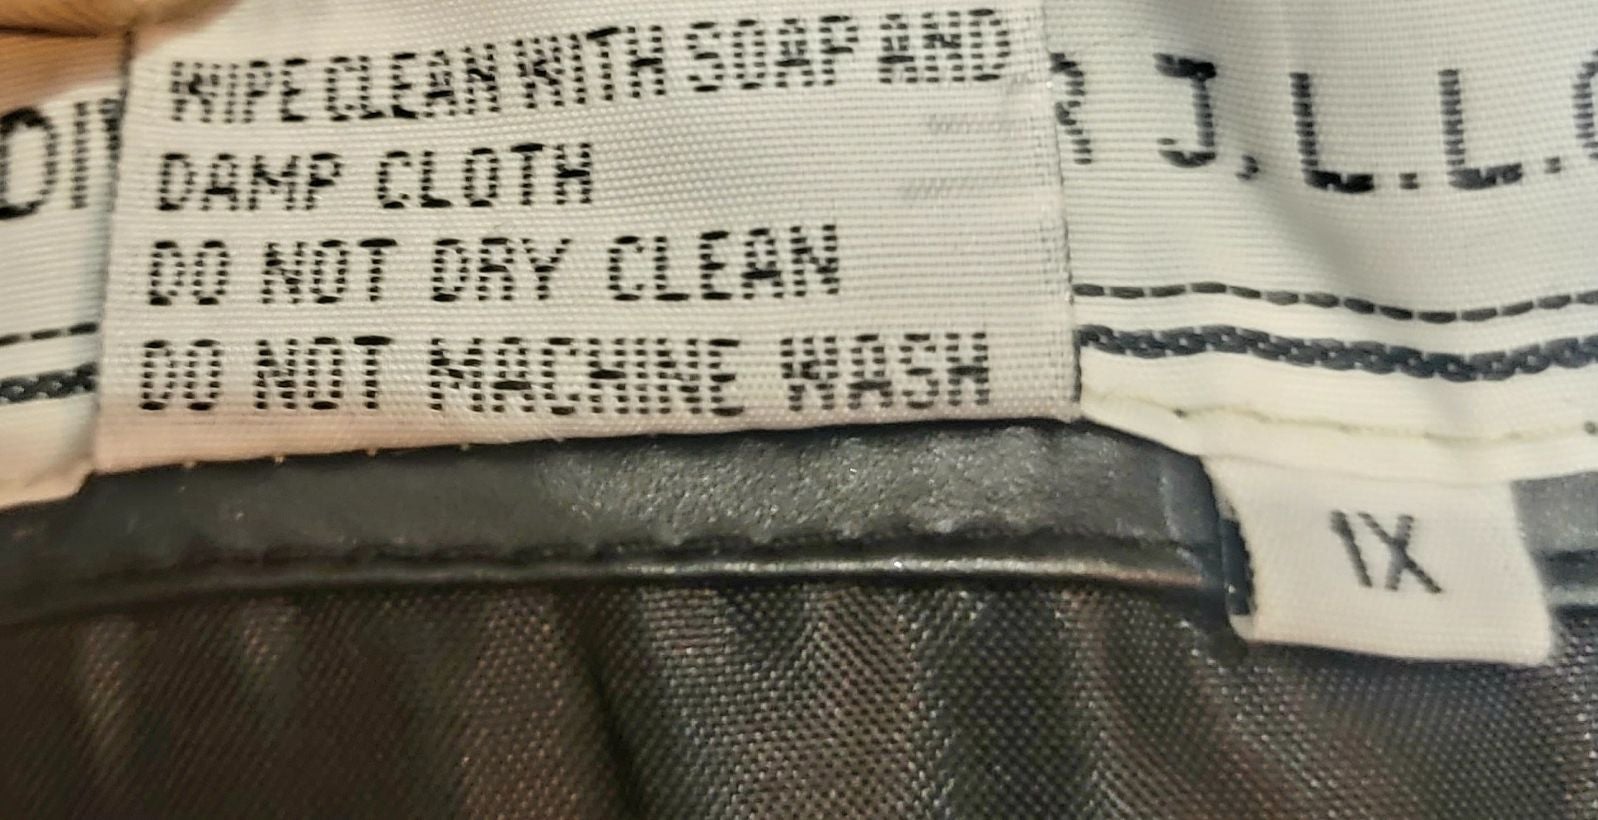 WIPE CLEAN WITH SOAP AND
DAMP CLOTH
DO NOT DRY CLEAN
DO NOT MACHINE WASH
R J.L.L.
1X